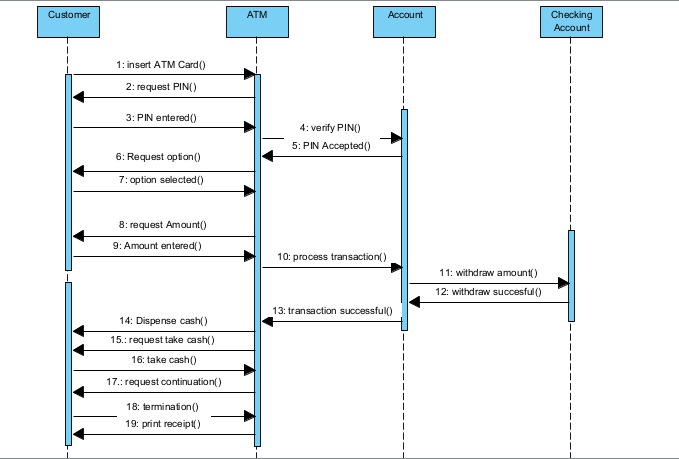 Customer
ATM
Account
Checking
Account
1: insert ATM Card()
2: request PIN()
3: PIN entered()
4: verify PIN()
5: PIN Accepted()
6: Request option()
7: option selected()
8: request Amount()
9: Amount entered()
10: process transaction()
11: withdraw amount()
12: withdraw succesful()
13: transaction successful()
14: Dispense cash()
15.: request take cash()
16: take cash()
17.: request continuation()
18: termination()
19: print receipt()